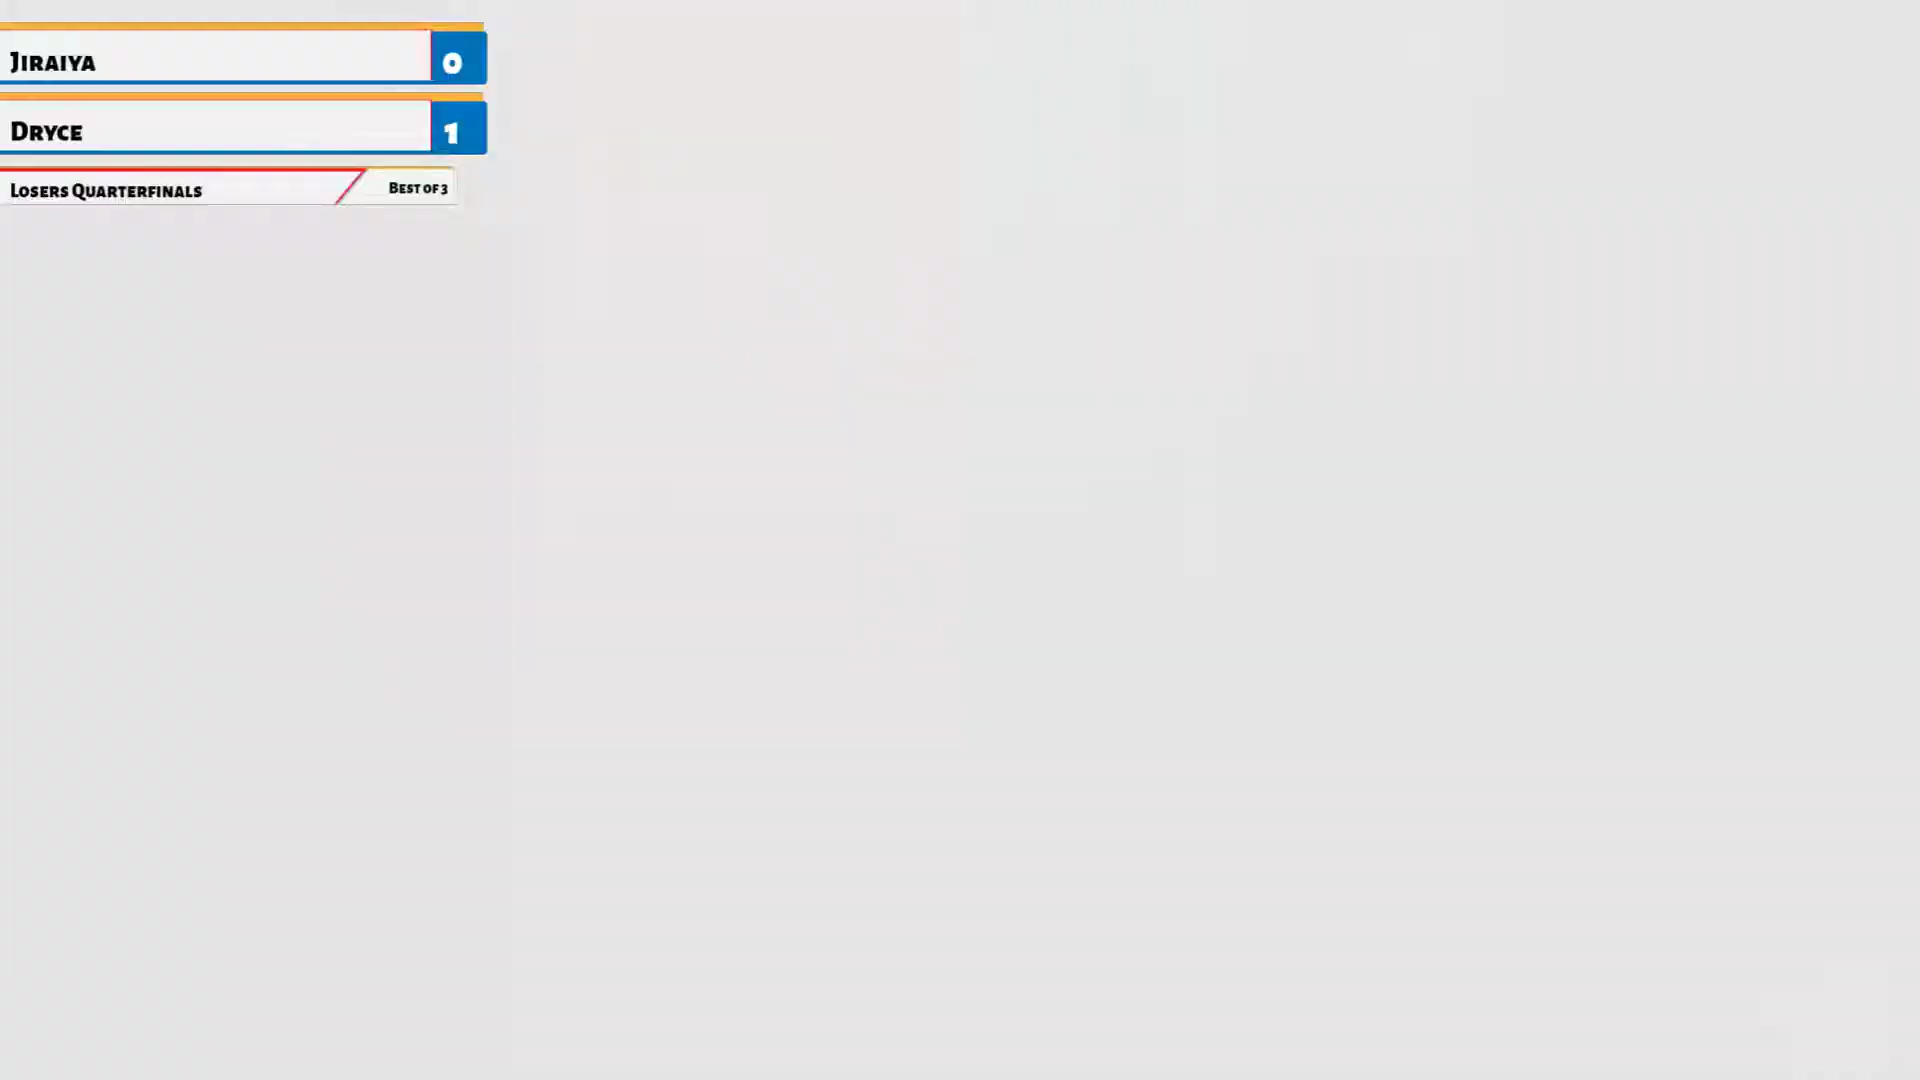 Jiraiya
0
Dryce
1
Losers Quarterfinals
Best of 3